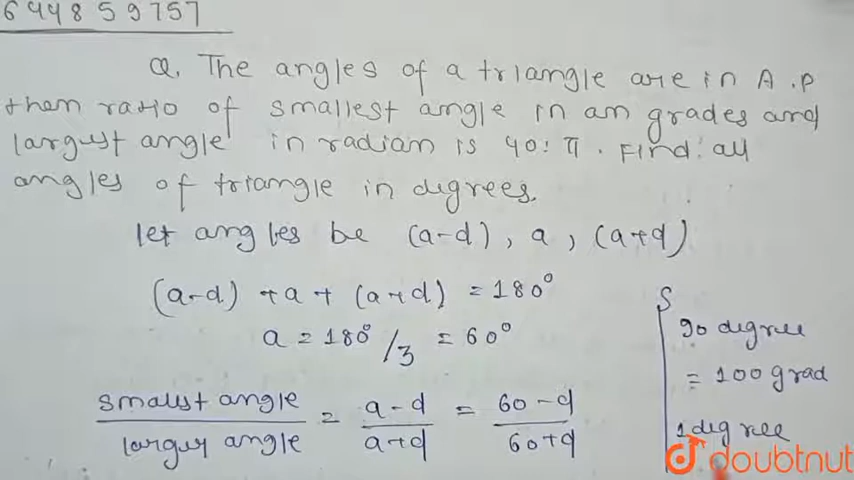 6448 59757
Q. The angles of a triangle are in A.P
then ratio of smallest angle in an grades and
largest angle in radian is 40:π. Find all
angles of triangle in degrees.
let angles be (a-d), a, (a+d)
(a-d) +a+ (a+d) = 180°
a = 180°/3 = 60°
90 degree
= 100 grad
smallest angle / larger angle = a-d / a+d = 60-d / 60+d
1 degree
doubtnut